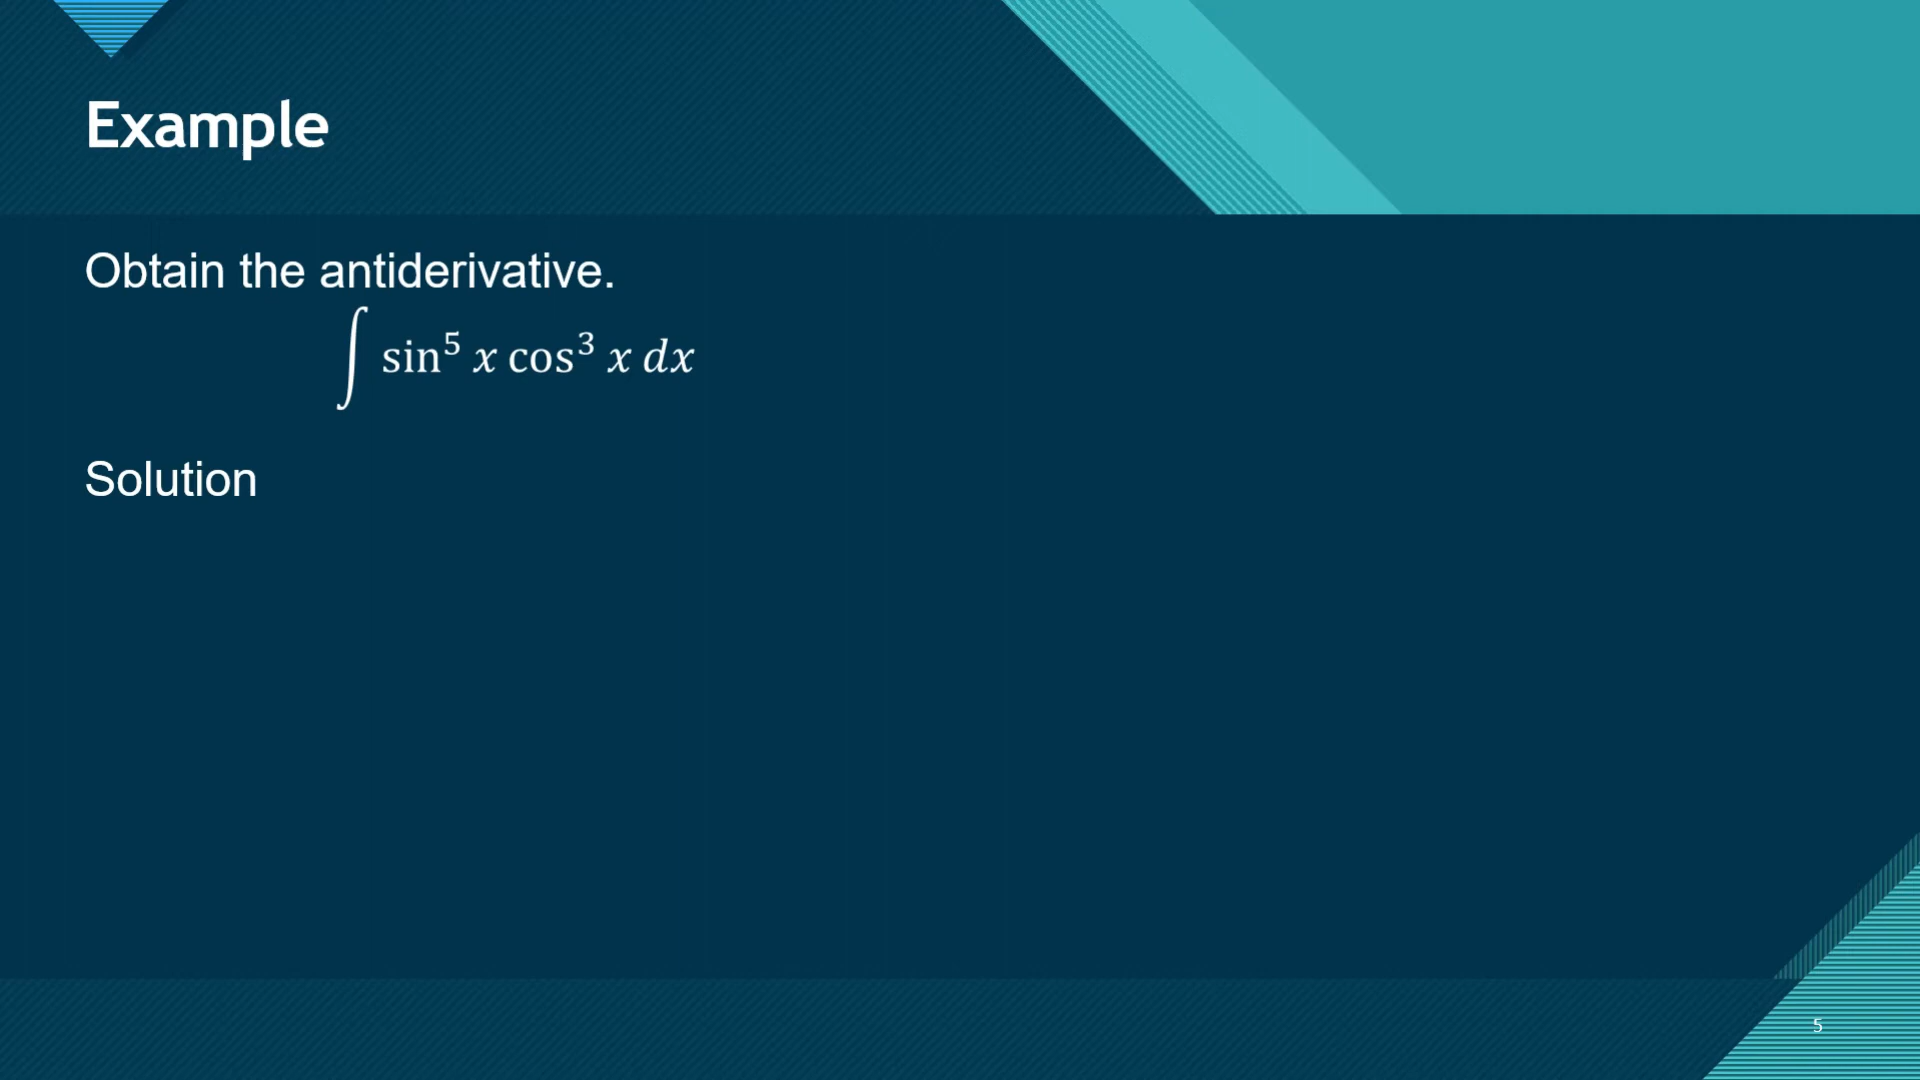 Example
Obtain the antiderivative.
∫ sin⁵ x cos³ x dx
Solution
5